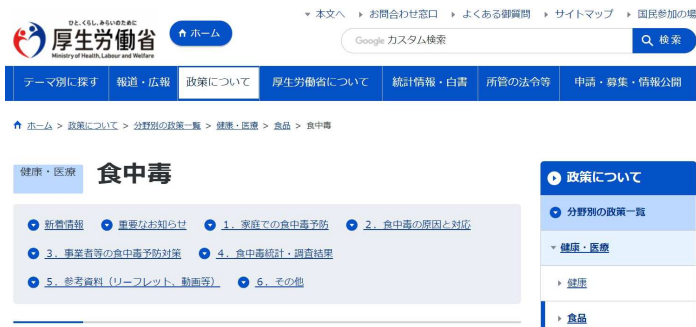 本文へ お問合わせ窓口 よくある御質問 サイトマップ 国民参加の場
ひと、くらし、みらいのために
厚生労働省
Ministry of Health, Labour and Welfare
ホーム
Google カスタム検索
検索
テーマ別に探す 報道・広報 政策について 厚生労働省について 統計情報・白書 所管の法令等 申請・募集・情報公開
ホーム > 政策について > 分野別の政策一覧 > 健康・医療 > 食品 > 食中毒
健康・医療 食中毒
新着情報 重要なお知らせ 1．家庭での食中毒予防 2．食中毒の原因と対応
3．事業者等の食中毒予防対策 4．食中毒統計・調査結果
5．参考資料（リーフレット、動画等） 6．その他
政策について
分野別の政策一覧
健康・医療
健康
食品